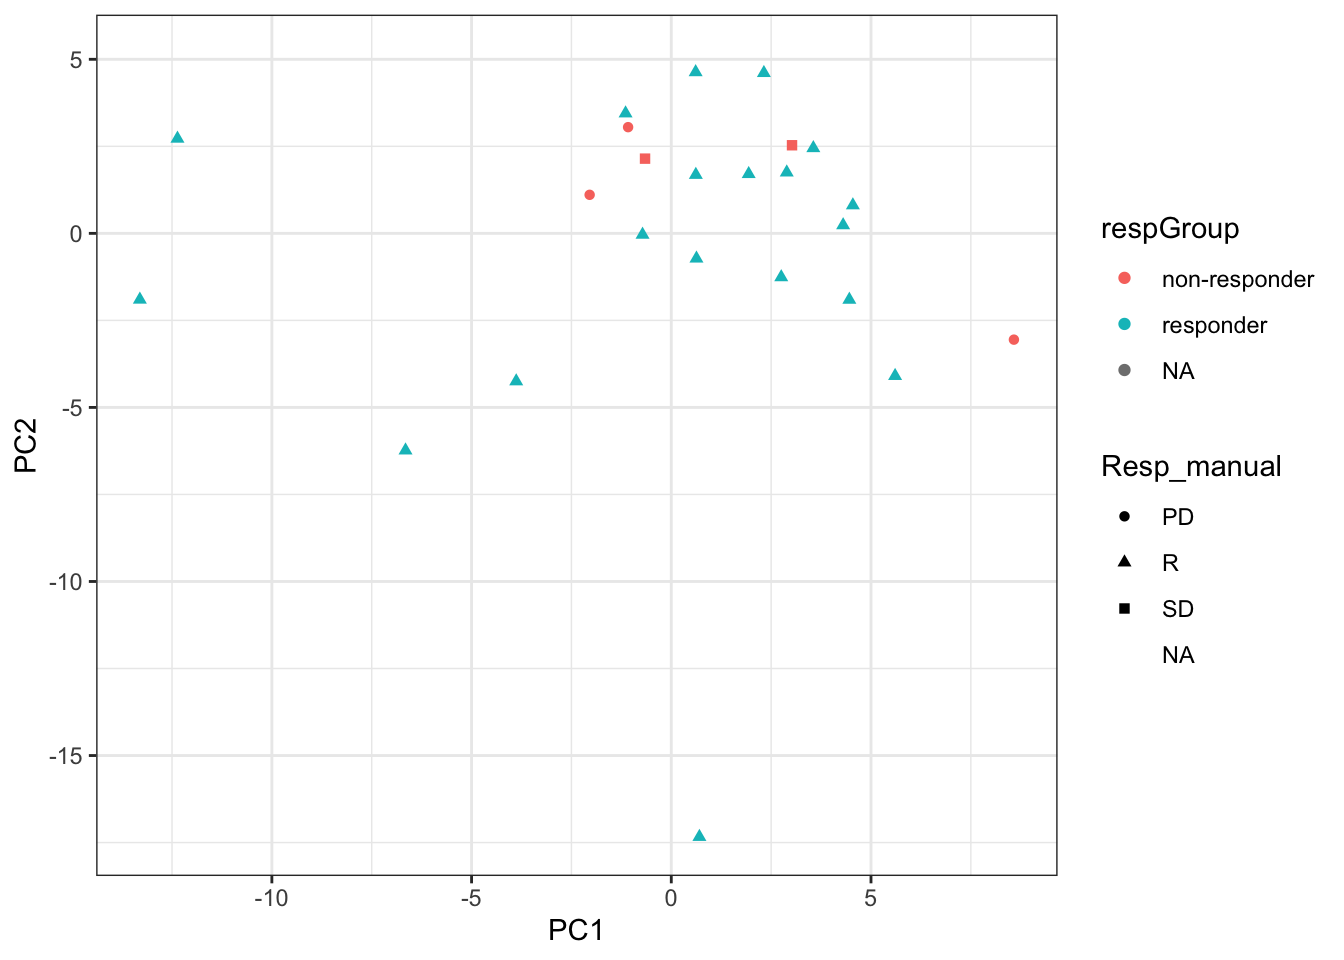 5
0
-5
-10
-15
PC2
-10
-5
0
5
PC1
respGroup
non-responder
responder
NA
Resp_manual
PD
R
SD
NA